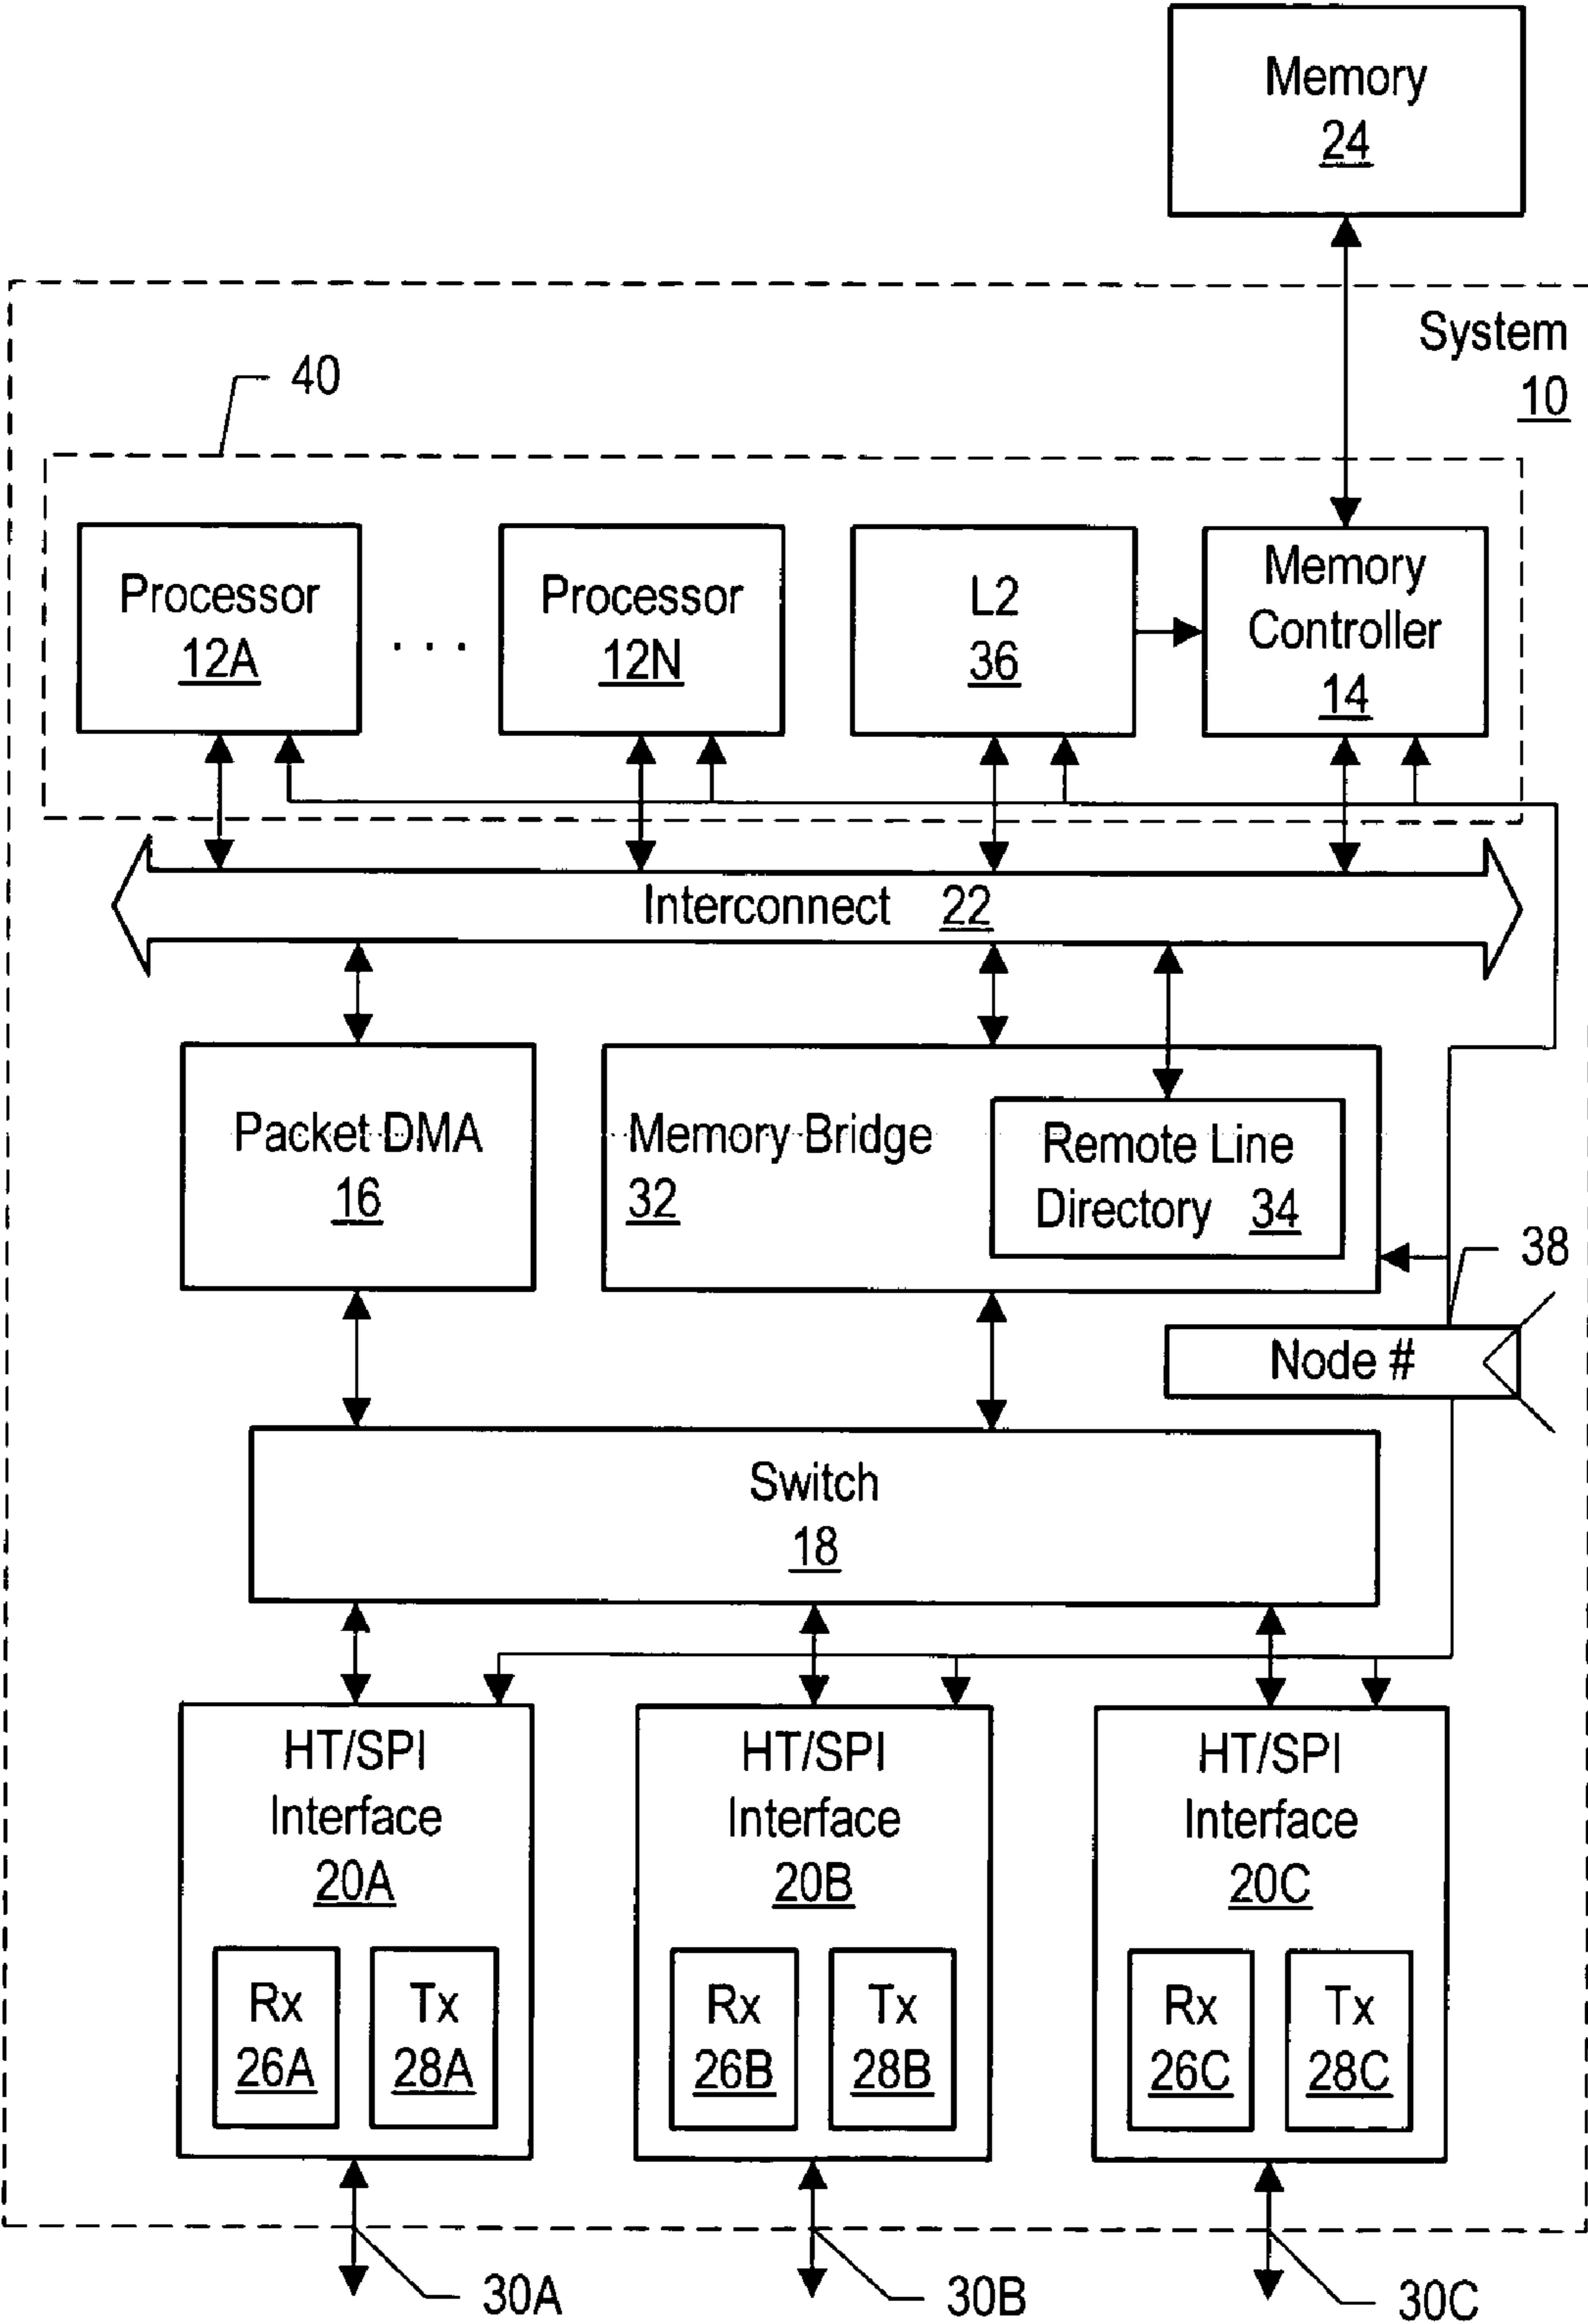 Memory
24
System
10
40
Processor
12A
. . .
Processor
12N
L2
36
Memory
Controller
14
Interconnect 22
Packet DMA
16
Memory Bridge
32
Remote Line
Directory 34
38
Node #
Switch
18
HT/SPI
Interface
20A
Rx
26A
Tx
28A
HT/SPI
Interface
20B
Rx
26B
Tx
28B
HT/SPI
Interface
20C
Rx
26C
Tx
28C
30A
30B
30C